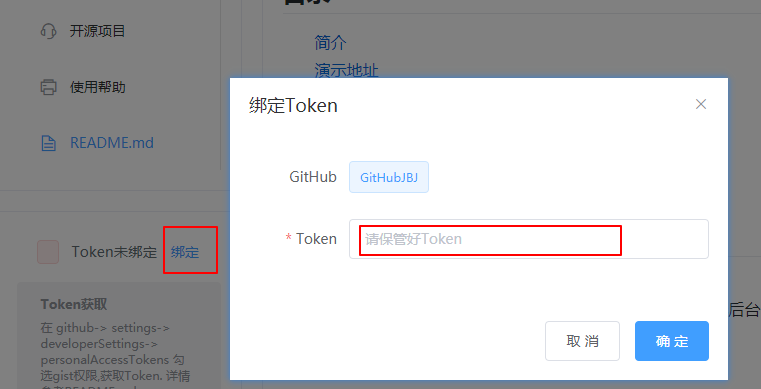 开源项目
使用帮助
README.md
Token未绑定 绑定
Token获取
在 github-> settings->
developerSettings->
personalAccessTokens 勾
选gist权限,获取Token. 详情
简介
演示地址
绑定Token
GitHub GitHubJBJ
* Token 请保管好Token
取 消 确 定
后台